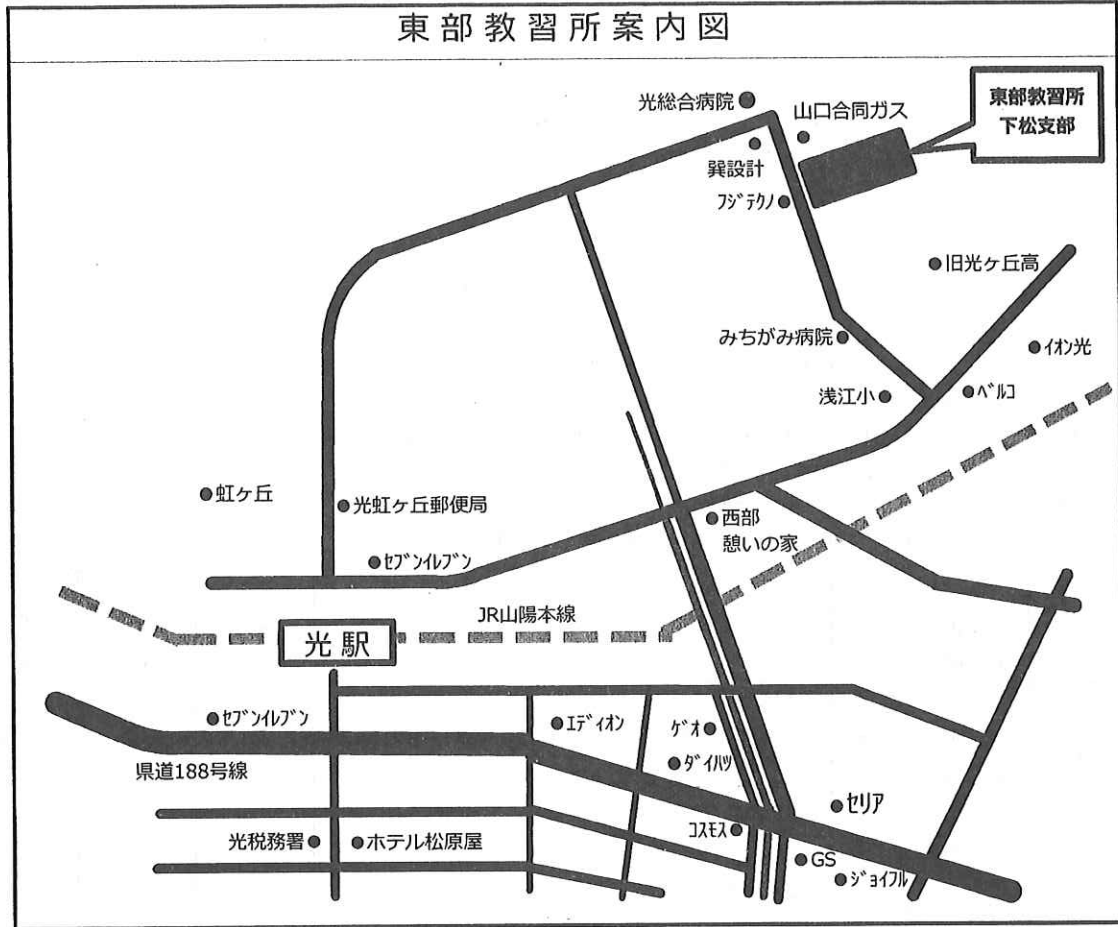 東部教習所案内図
光総合病院
山口合同ガス
東部教習所
下松支部
巽設計
ﾌｼﾞﾃｸﾉ
旧光ヶ丘高
みちがみ病院
ｲｵﾝ光
浅江小
ﾍﾞﾙｺ
虹ヶ丘
光虹ヶ丘郵便局
西部
憩いの家
ｾﾌﾞﾝｲﾚﾌﾞﾝ
JR山陽本線
光駅
ｾﾌﾞﾝｲﾚﾌﾞﾝ
ｴﾃﾞｨｵﾝ
ｹﾞｵ
県道188号線
ﾀﾞｲﾊﾂ
セリア
ｺｽﾓｽ
光税務署
ホテル松原屋
GS
ｼﾞｮｲﾌﾙ